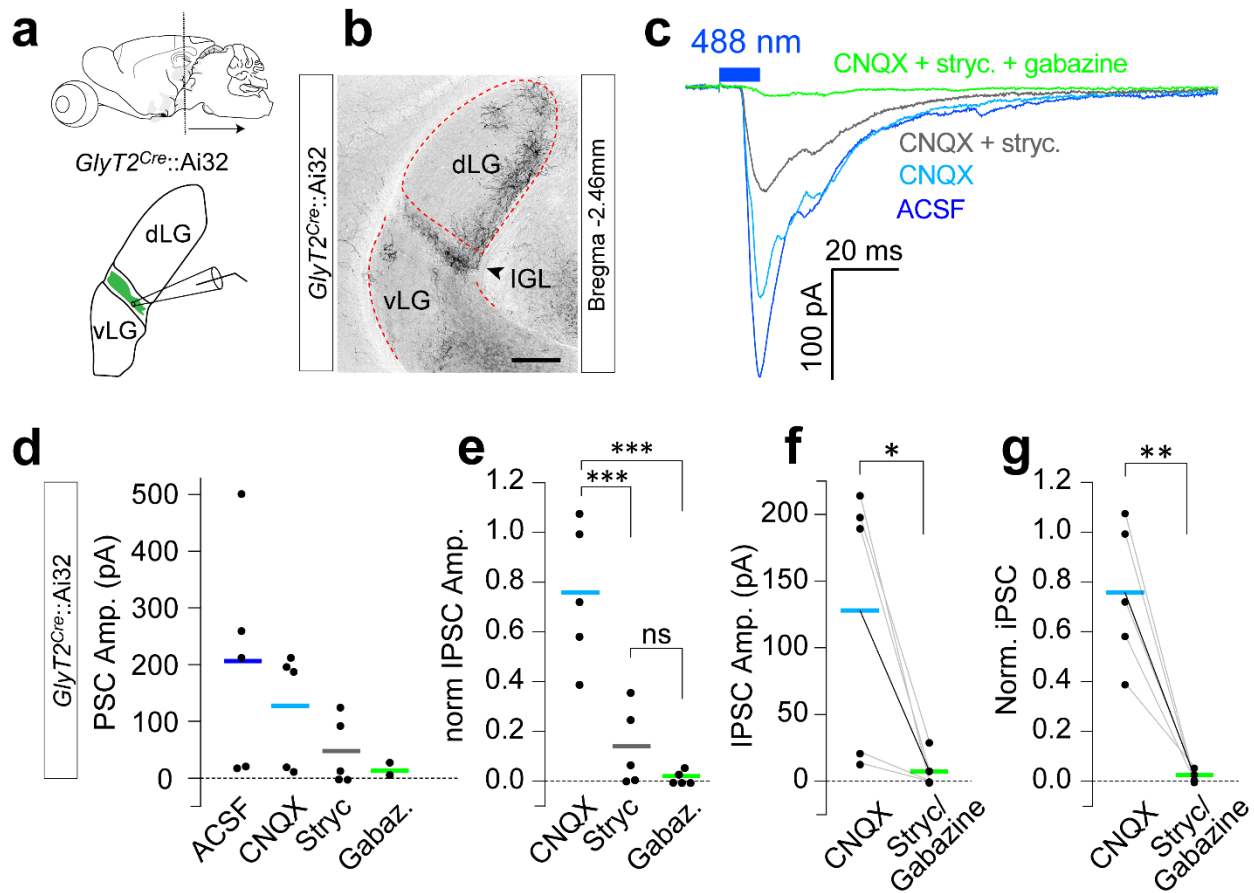 a
GlyT2Cre::Ai32
dLG
vLG
b
GlyT2Cre::Ai32
dLG
vLG
IGL
Bregma -2.46mm
c
488 nm
CNQX + stryc. + gabazine
CNQX + stryc.
CNQX
ACSF
20 ms
100 pA
d
GlyT2Cre::Ai32
PSC Amp. (pA)
500
400
300
200
100
0
ACSF
CNQX
Stryc
Gabaz.
e
norm IPSC Amp.
1.2
1.0
0.8
0.6
0.4
0.2
0.0
***
***
ns
CNQX
Stryc
Gabaz.
f
IPSC Amp. (pA)
200
150
100
50
0
*
CNQX
Stryc/
Gabazine
g
Norm. iPSC
1.2
1.0
0.8
0.6
0.4
0.2
0.0
**
CNQX
Stryc/
Gabazine